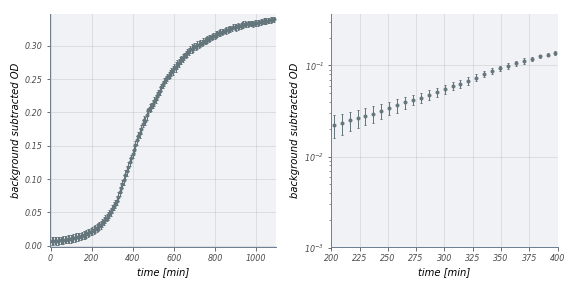 background subtracted OD
0.30
0.25
0.20
0.15
0.10
0.05
0.00
0 200 400 600 800 1000
time [min]
background subtracted OD
10⁻¹
10⁻²
10⁻³
200 225 250 275 300 325 350 375 400
time [min]